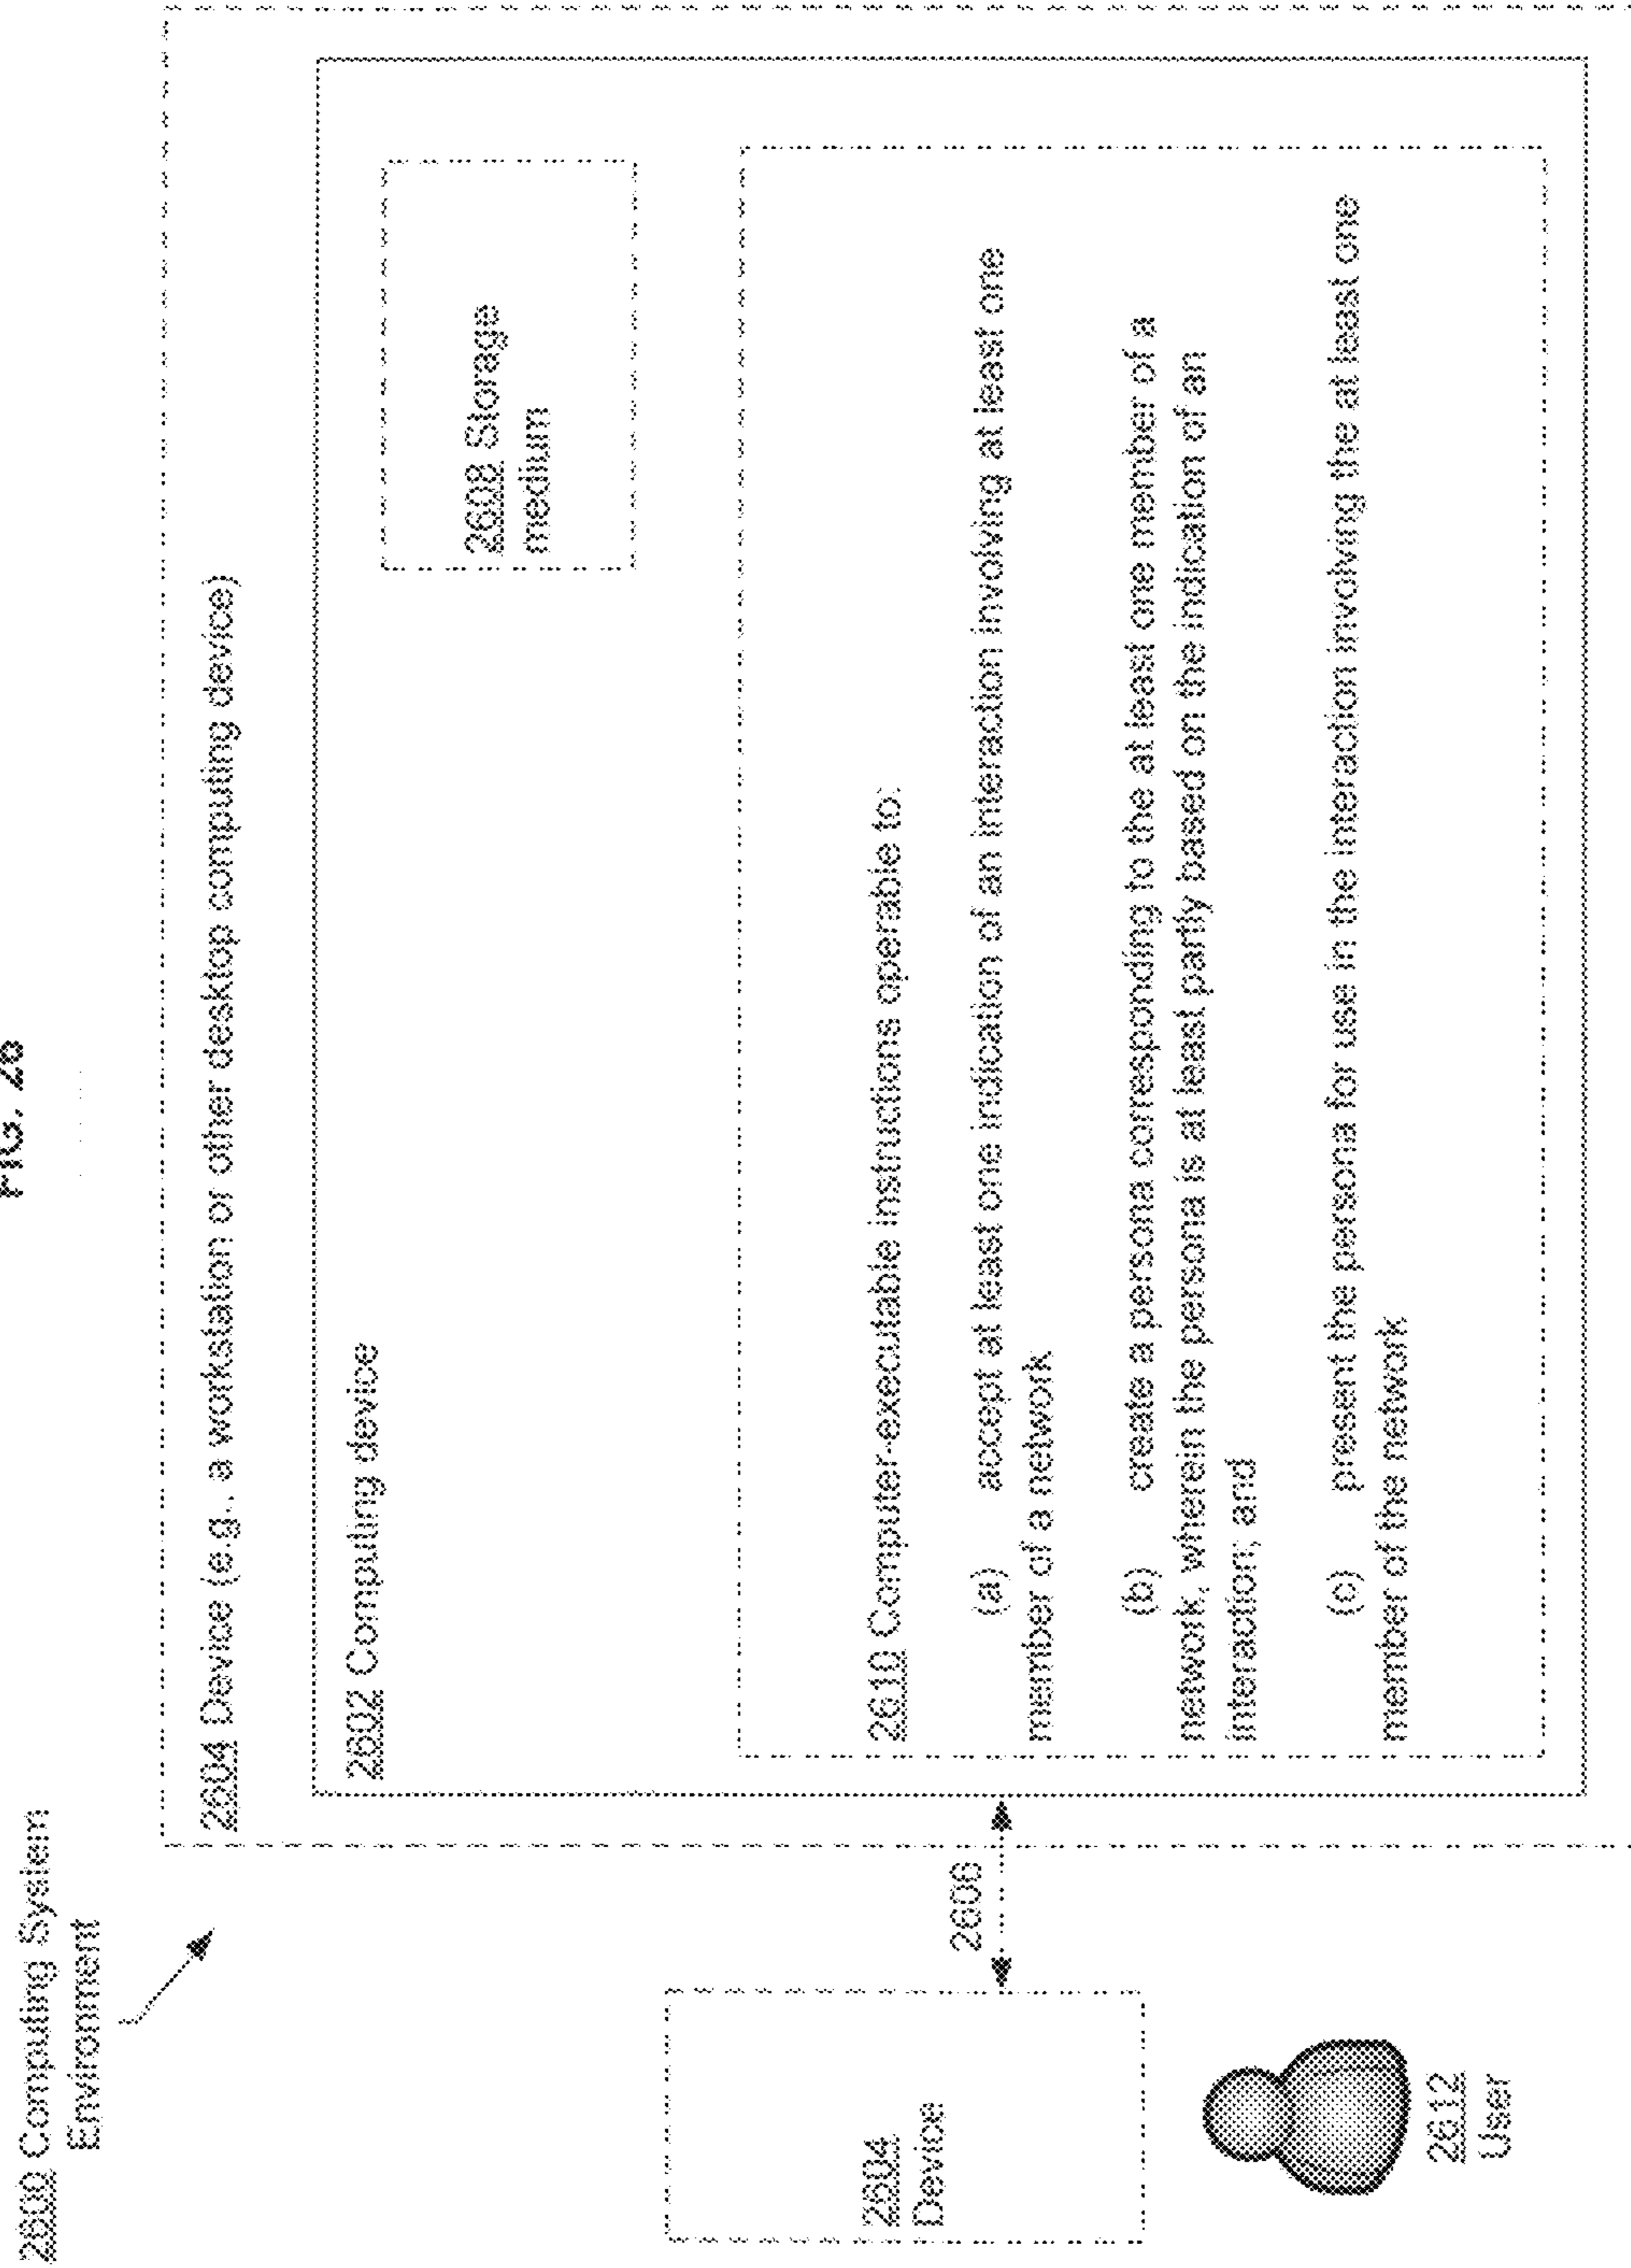 FIG. 26
2600 Computing System
Environment
2604 Device (e.g., a workstation or other desktop computing device)
2602 Computing device
2608 Storage
medium
2610 Computer-executable instructions operable to:
(a) accept at least one indication of an interaction involving at least one
member of a network
(b) create a persona corresponding to the at least one member of a
network, wherein the persona is at least partly based on the indication of an
interaction; and
(c) present the persona for use in the interaction involving the at least one
member of the network
2606
2604
Device
2612
User